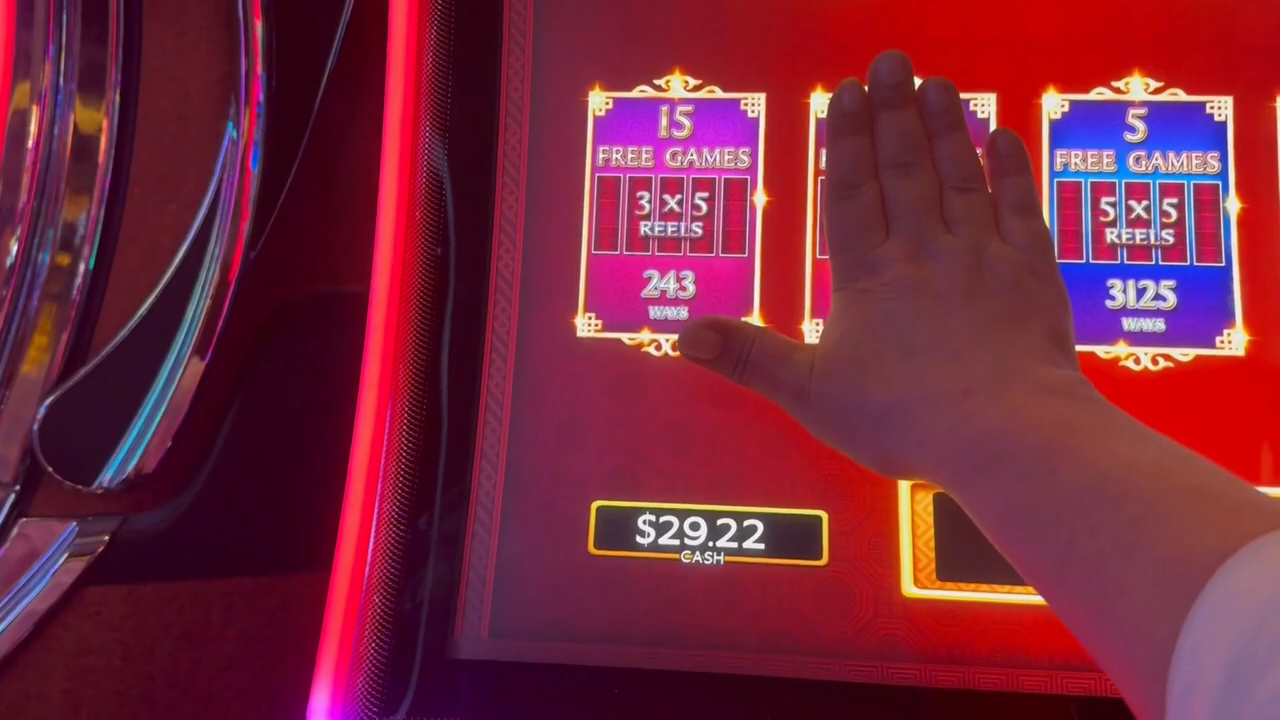 15
FREE GAMES
3 x 5
REELS
243
WAYS
5
FREE GAMES
5 x 5
REELS
3125
WAYS
$29.22
CASH